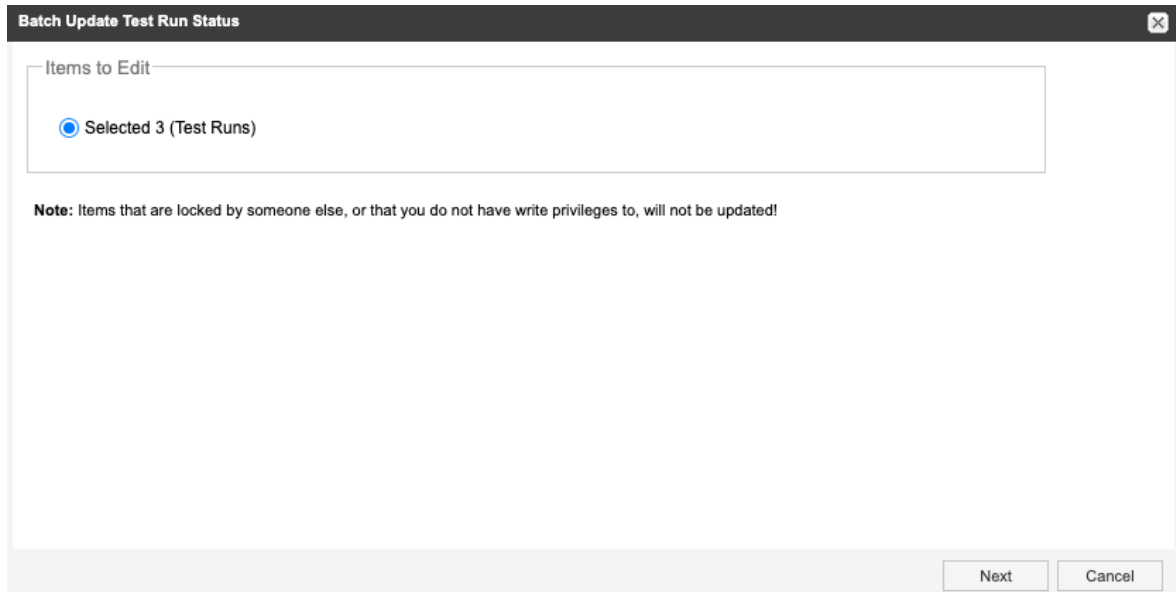 Batch Update Test Run Status
Items to Edit
Selected 3 (Test Runs)
Note: Items that are locked by someone else, or that you do not have write privileges to, will not be updated!
Next
Cancel